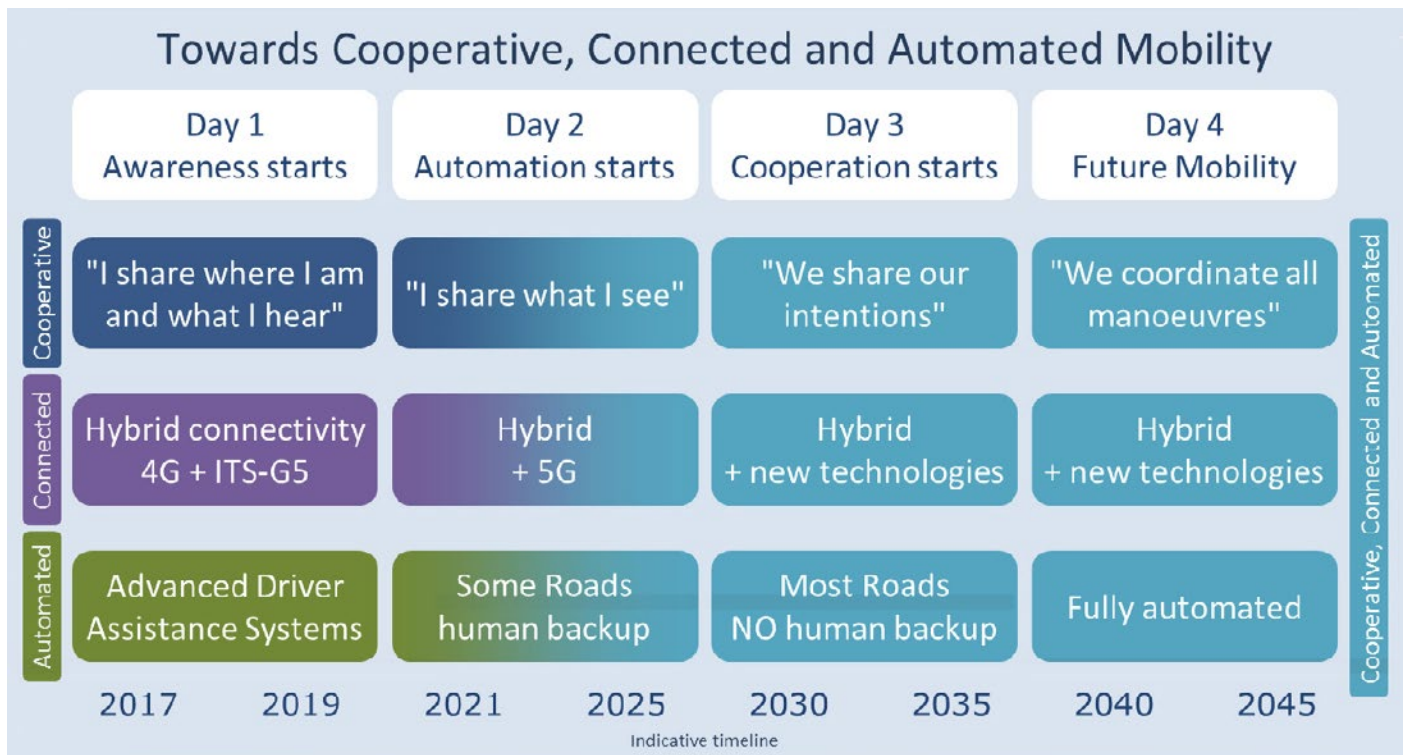 Towards Cooperative, Connected and Automated Mobility
Day 1
Awareness starts
Day 2
Automation starts
Day 3
Cooperation starts
Day 4
Future Mobility
Cooperative
"I share where I am
and what I hear"
"I share what I see"
"We share our
intentions"
"We coordinate all
manoeuvres"
Connected
Hybrid connectivity
4G + ITS-G5
Hybrid
+ 5G
Hybrid
+ new technologies
Hybrid
+ new technologies
Automated
Advanced Driver
Assistance Systems
Some Roads
human backup
Most Roads
NO human backup
Fully automated
Cooperative, Connected and Automated
2017 2019 2021 2025 2030 2035 2040 2045
Indicative timeline